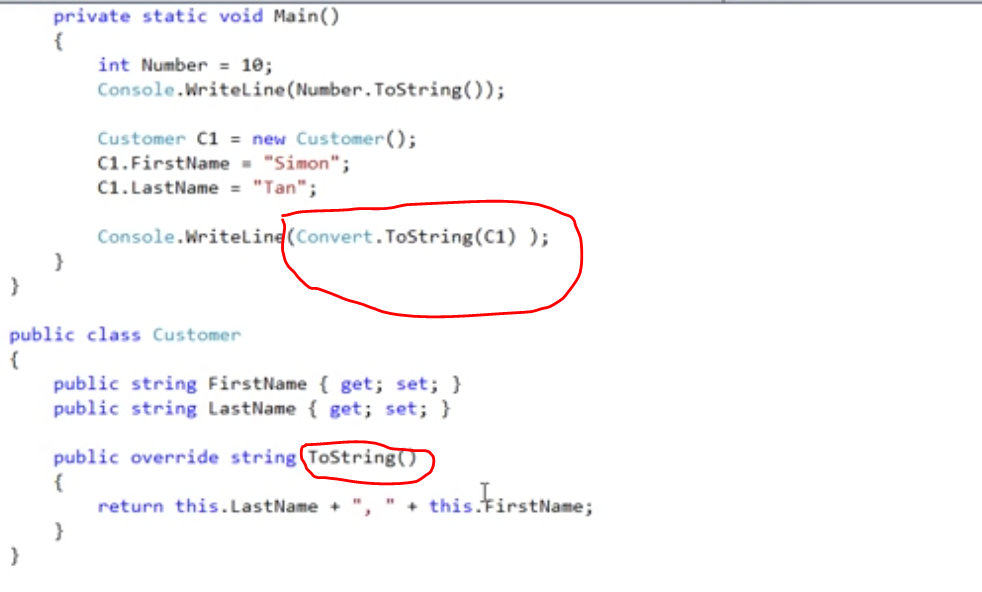 private static void Main()
{
int Number = 10;
Console.WriteLine(Number.ToString());
Customer C1 = new Customer();
C1.FirstName = "Simon";
C1.LastName = "Tan";
Console.WriteLine(Convert.ToString(C1) );
}
}
public class Customer
{
public string FirstName { get; set; }
public string LastName { get; set; }
public override string ToString()
{
return this.LastName + ", " + this.FirstName;
}
}